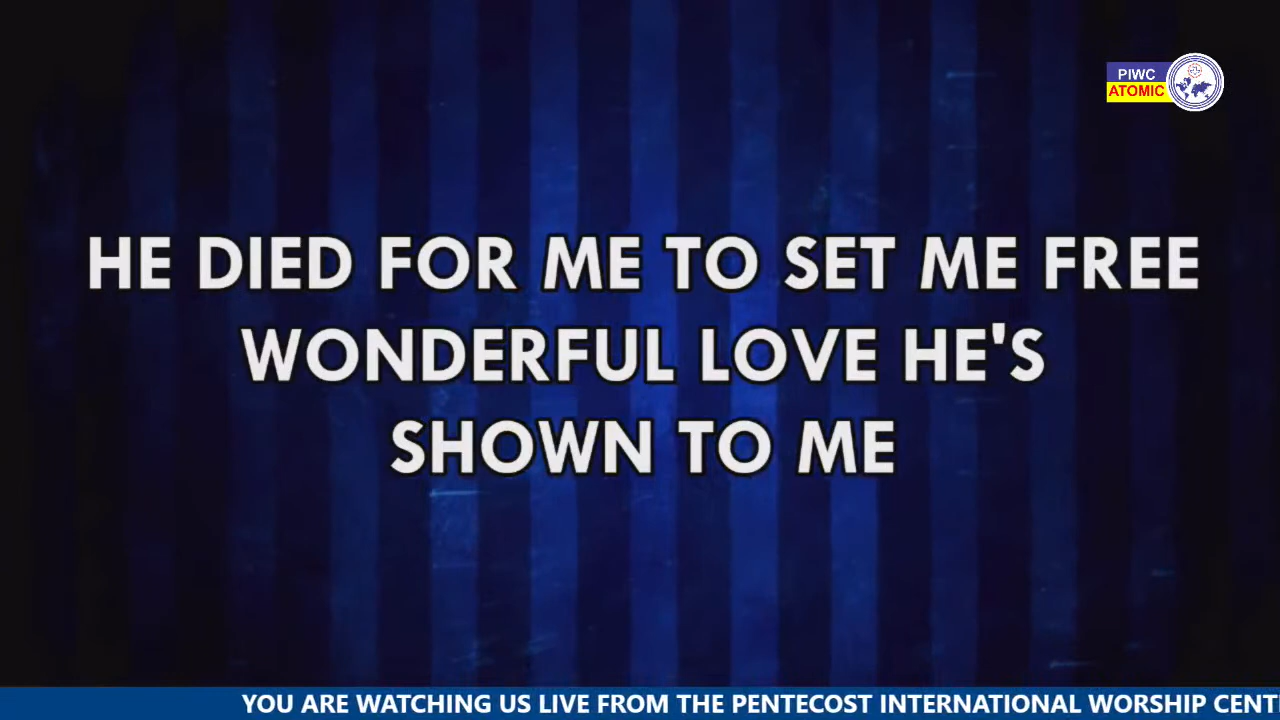 PIWC
ATOMIC
HE DIED FOR ME TO SET ME FREE
WONDERFUL LOVE HE'S
SHOWN TO ME
YOU ARE WATCHING US LIVE FROM THE PENTECOST INTERNATIONAL WORSHIP CENT